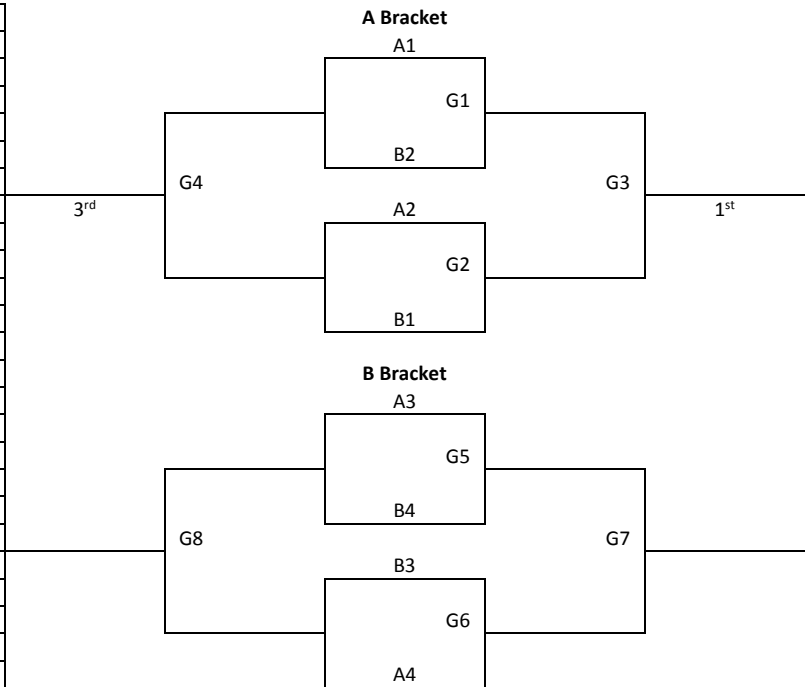 A Bracket
A1
G1
B2
G4
G3
3rd
A2
1st
G2
B1
B Bracket
A3
G5
B4
G8
G7
B3
G6
A4